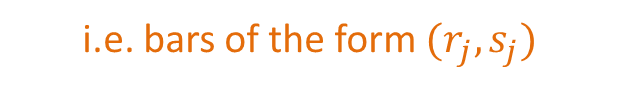 i.e. bars of the form (r_j, s_j)